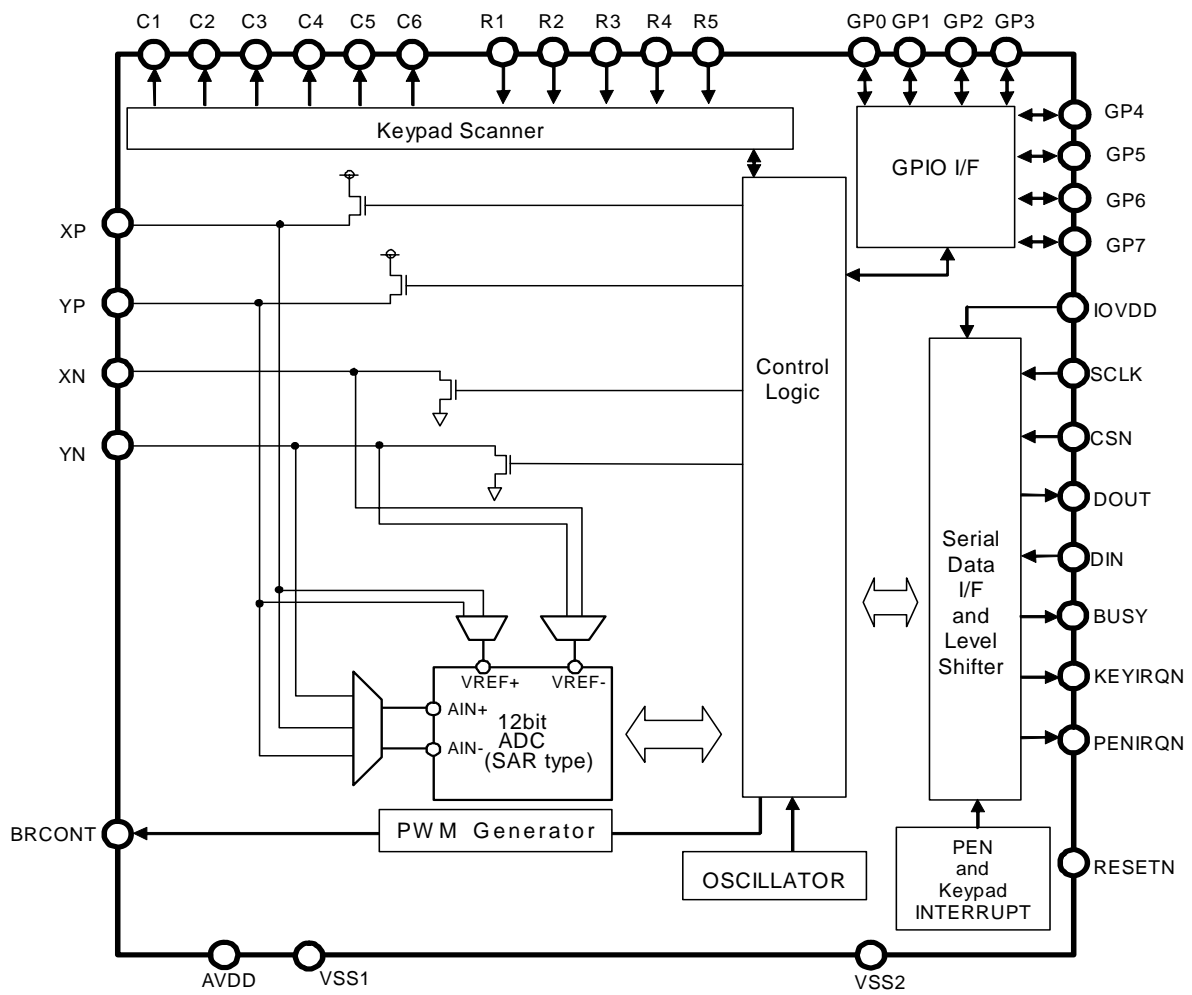 C1 C2 C3 C4 C5 C6 R1 R2 R3 R4 R5 GP0 GP1 GP2 GP3
Keypad Scanner
GPIO I/F
GP4
GP5
GP6
GP7
XP
YP
XN
YN
IOVDD
SCLK
CSN
DOUT
DIN
BUSY
KEYIRQN
PENIRQN
Control
Logic
Serial
Data
I/F
and
Level
Shifter
VREF+ VREF-
AIN+
AIN-
12bit
ADC
(SAR type)
BRCONT
PWM Generator
OSCILLATOR
PEN
and
Keypad
INTERRUPT
RESETN
AVDD
VSS1
VSS2